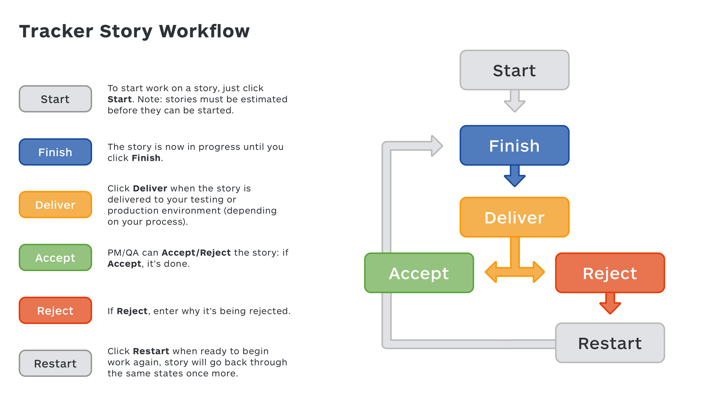 Tracker Story Workflow
Start
To start work on a story, just click
Start. Note: stories must be estimated
before they can be started.
Finish
The story is now in progress until you
click Finish.
Deliver
Click Deliver when the story is
delivered to your testing or
production environment (depending
on your process).
Accept
PM/QA can Accept/Reject the story: if
Accept, it's done.
Reject
If Reject, enter why it's being rejected.
Restart
Click Restart when ready to begin
work again, story will go back through
the same states once more.
Start
Finish
Deliver
Accept
Reject
Restart